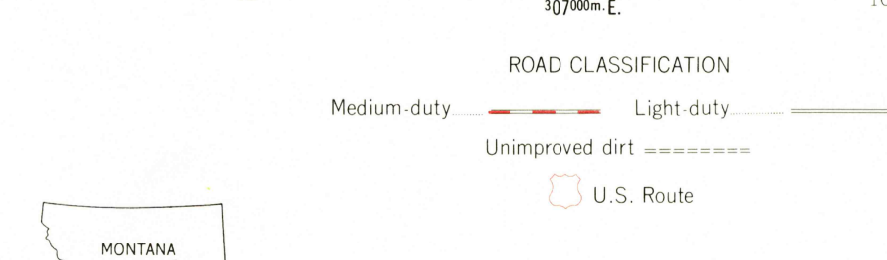 307000m.E.
ROAD CLASSIFICATION
Medium-duty Light-duty
Unimproved dirt
U.S. Route
MONTANA